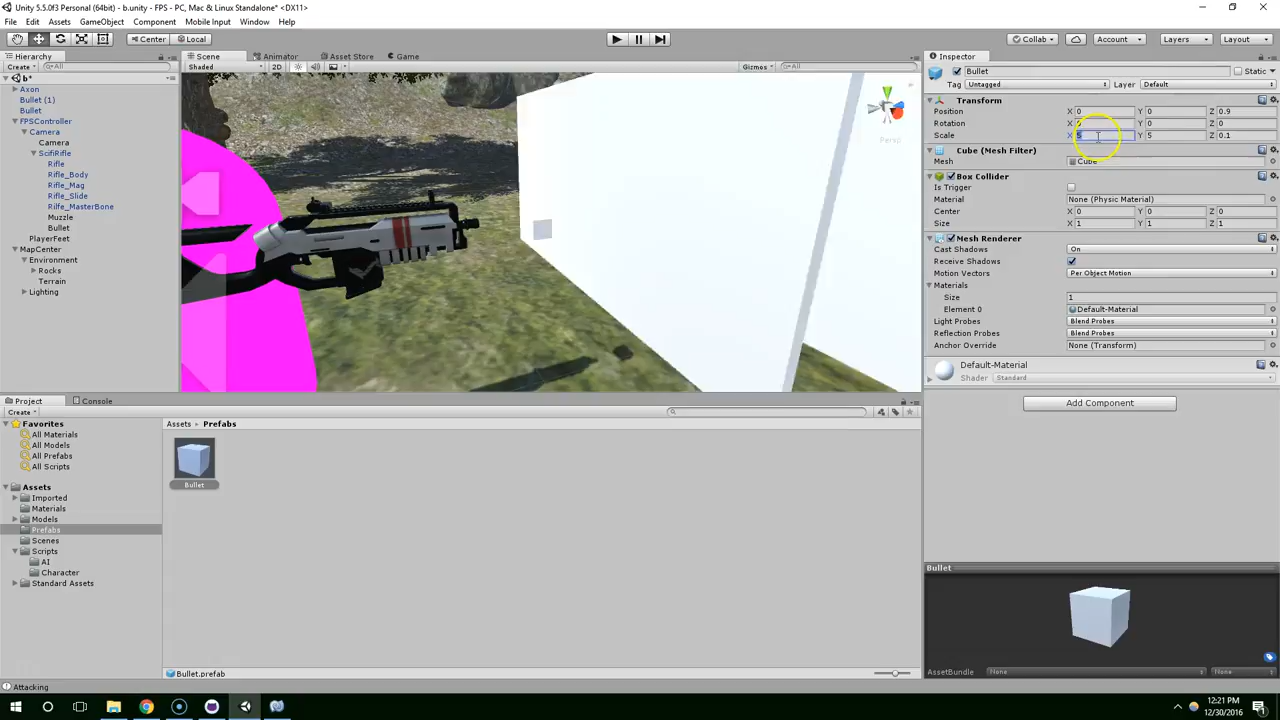 Unity 5.5.0f3 Personal (64bit) - b.unity - FPS - PC, Mac & Linux Standalone* <DX11>
File Edit Assets GameObject Component Mobile Input Window Help
Center Local Collab Account Layers Layout
Hierarchy
Create All
b*
Axon
Bullet (1)
Bullet
FPSController
Camera
Camera
ScifiRifle
Rifle
Rifle_Body
Rifle_Mag
Rifle_Slide
Rilfe_MasterBone
Muzzle
Bullet
PlayerFeet
MapCenter
Environment
Rocks
Terrain
Lighting
Scene Animator Asset Store Game
Shaded 2D Gizmos All
Persp
Inspector
Bullet Static
Tag Untagged Layer Default
Transform
Position X 0 Y 0 Z 0.9
Rotation X 0 Y 0 Z 0
Scale X 5 Y 5 Z 0.1
Cube (Mesh Filter)
Mesh Cube
Box Collider
Is Trigger
Material None (Physic Material)
Center X 0 Y 0 Z 0
Size X 1 Y 1 Z 1
Mesh Renderer
Cast Shadows On
Receive Shadows
Motion Vectors Per Object Motion
Materials
Size 1
Element 0 Default-Material
Light Probes Blend Probes
Reflection Probes Blend Probes
Anchor Override None (Transform)
Default-Material
Shader Standard
Add Component
Bullet
AssetBundle None None
Project Console
Create
Favorites
All Materials
All Models
All Prefabs
All Scripts
Assets
Imported
Materials
Models
Prefabs
Scenes
Scripts
AI
Character
Standard Assets
Assets Prefabs
Bullet
Bullet.prefab
Attacking
12:21 PM
12/30/2016